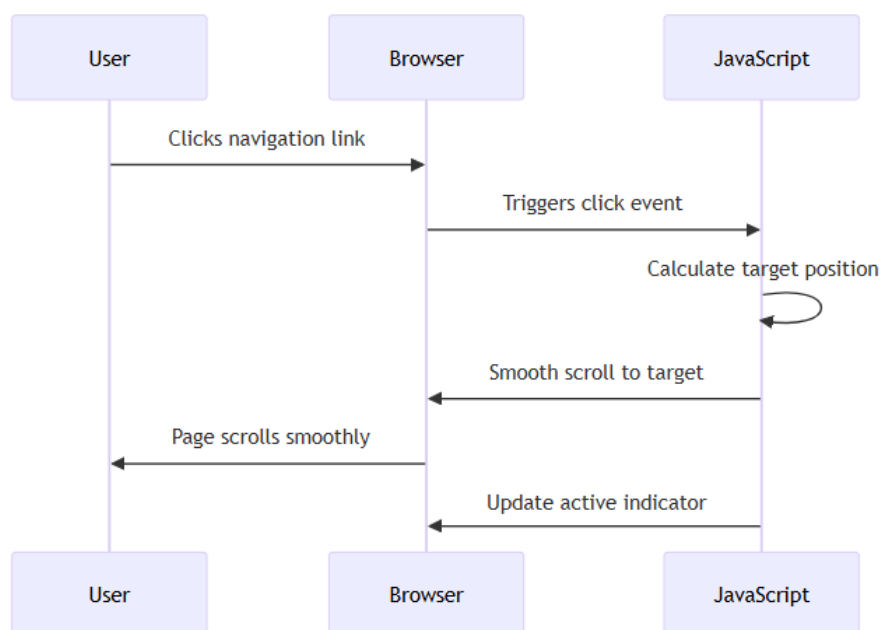 User
Browser
JavaScript
Clicks navigation link
Triggers click event
Calculate target position
Smooth scroll to target
Page scrolls smoothly
Update active indicator
User
Browser
JavaScript